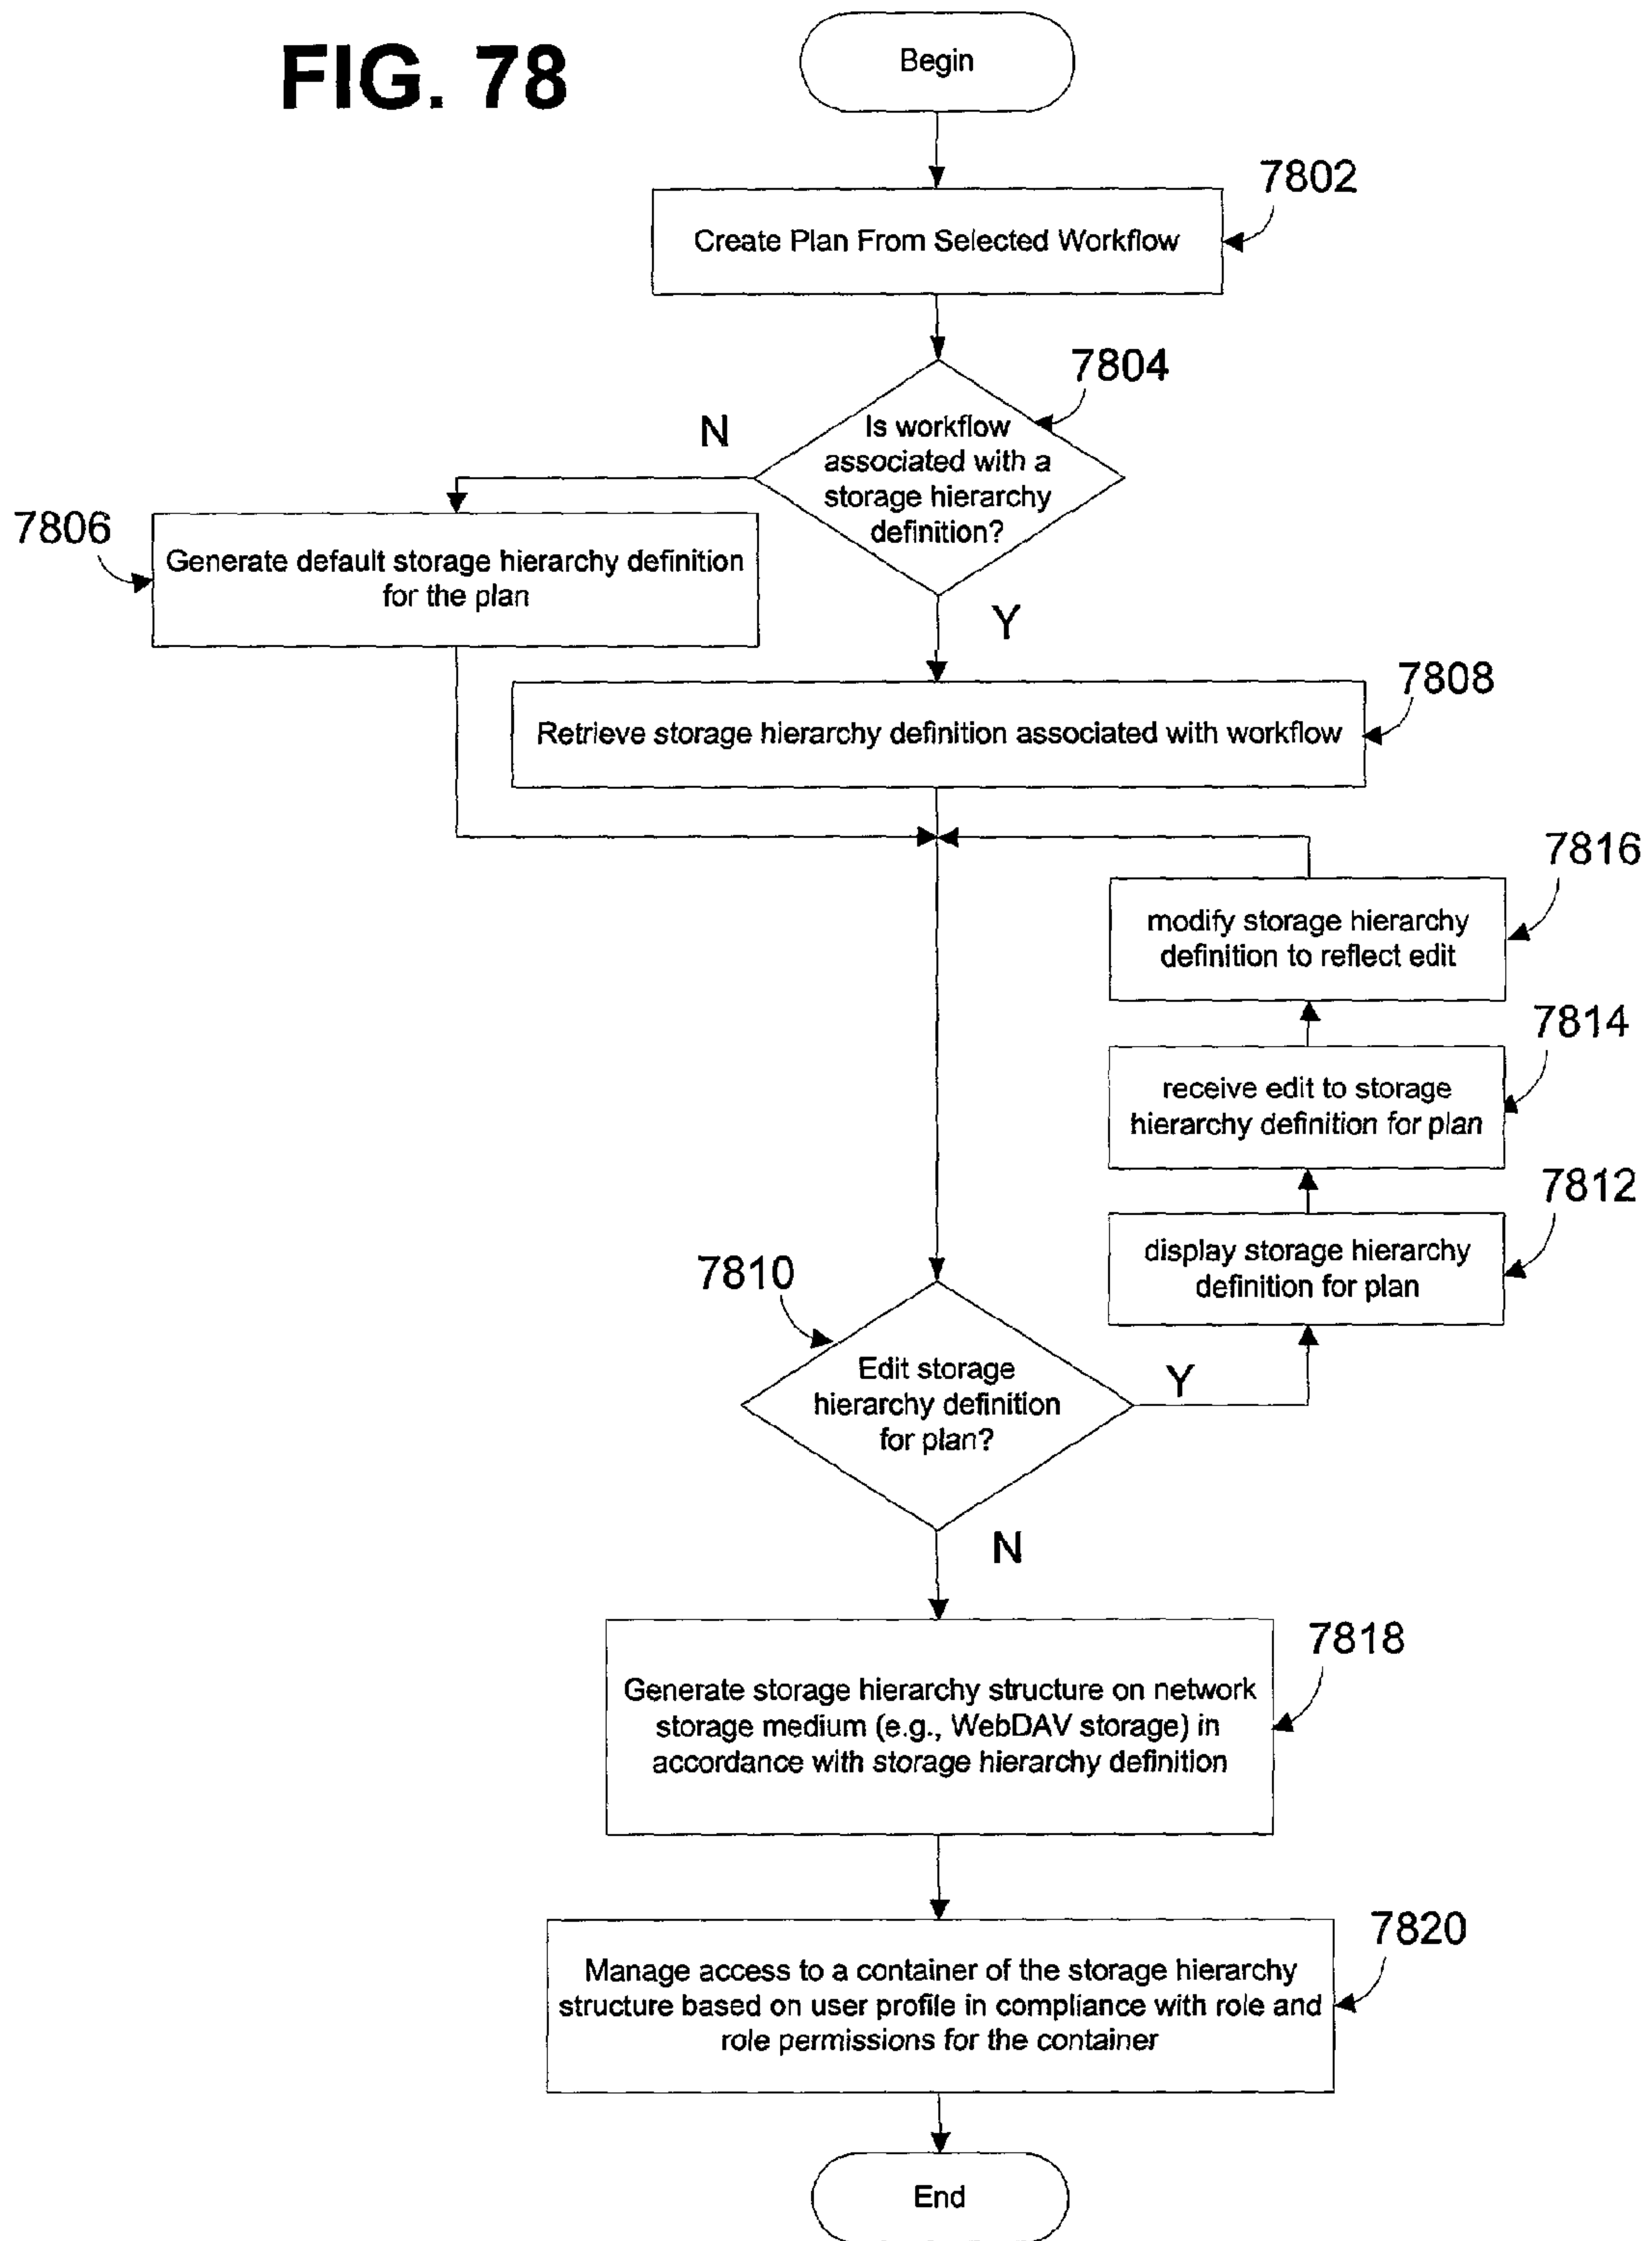 FIG. 78
Begin
7802
Create Plan From Selected Workflow
7804
N
Is workflow
associated with a
storage hierarchy
definition?
7806
Generate default storage hierarchy definition
for the plan
Y
7808
Retrieve storage hierarchy definition associated with workflow
7816
modify storage hierarchy
definition to reflect edit
7814
receive edit to storage
hierarchy definition for plan
7812
display storage hierarchy
definition for plan
7810
Edit storage
hierarchy definition
for plan?
Y
N
7818
Generate storage hierarchy structure on network
storage medium (e.g., WebDAV storage) in
accordance with storage hierarchy definition
7820
Manage access to a container of the storage hierarchy
structure based on user profile in compliance with role and
role permissions for the container
End